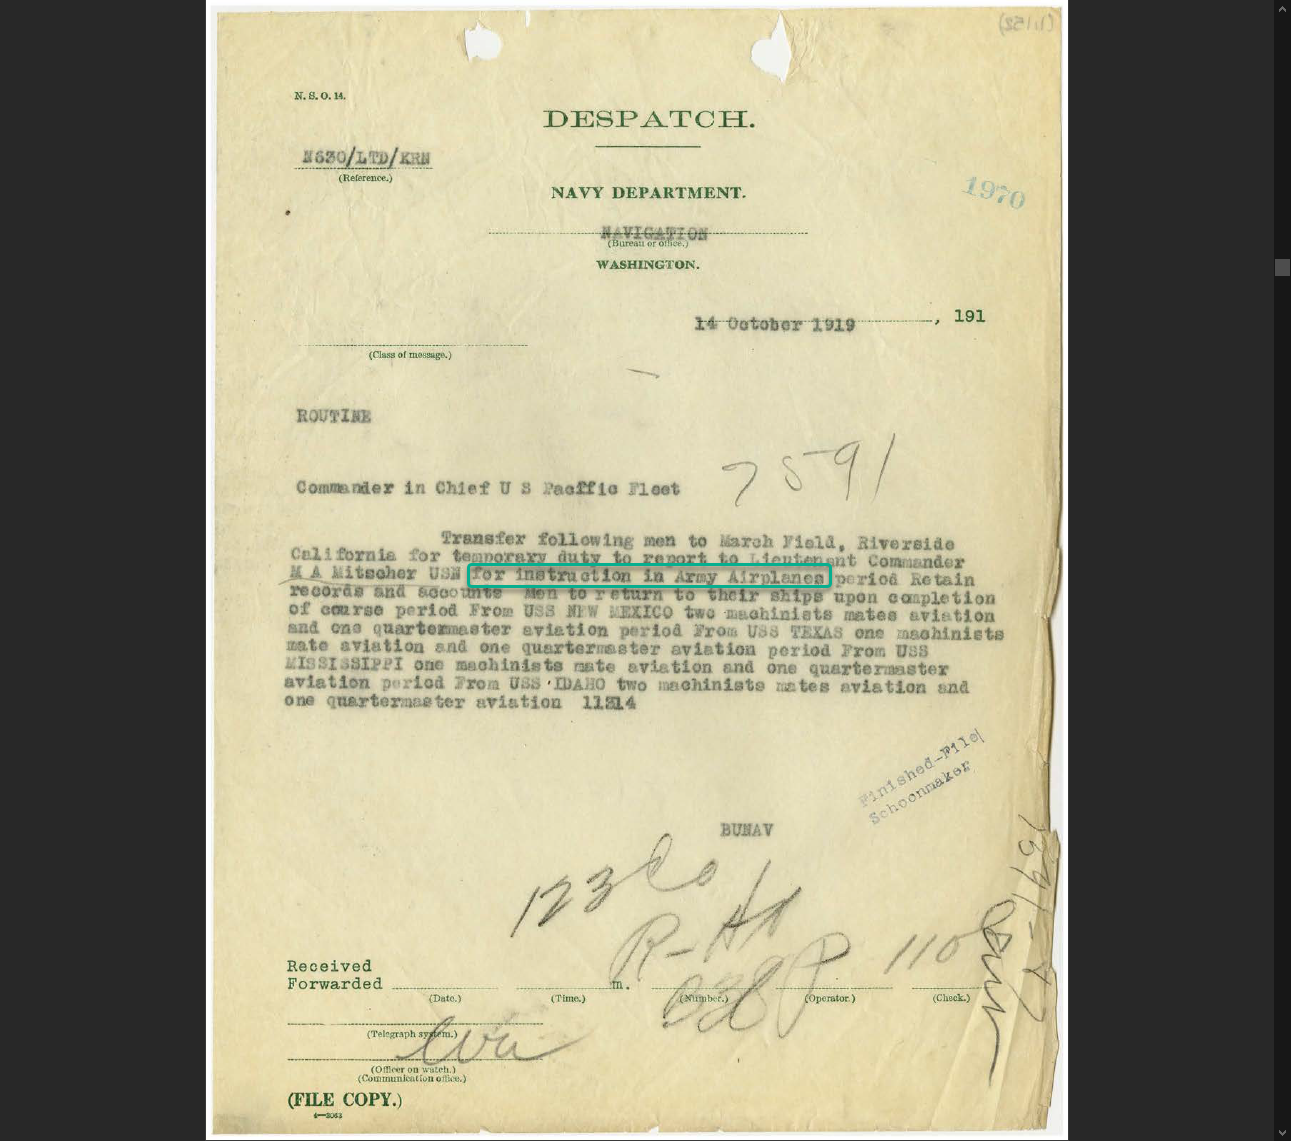 (11152)
N. S. O. 14.
DESPATCH.
N630/LTD/KRN
(Reference.)
NAVY DEPARTMENT.
1970
NAVIGATION
(Bureau or office.)
WASHINGTON.
14 October 1919, 191
(Class of message.)
ROUTINE
7591
Commander in Chief U S Pacific Fleet
Transfer following men to March Field, Riverside
California for temporary duty to report to Lieutenant Commander
M A Mitscher USN for instruction in Army Airplanes period Retain
records and accounts Men to return to their ships upon completion
of course period From USS NEW MEXICO two machinists mates aviation
and one quartermaster aviation period From USS TEXAS one machinists
mate aviation and one quartermaster aviation period From USS
MISSISSIPPI one machinists mate aviation and one quartermaster
aviation period From USS IDAHO two machinists mates aviation and
one quartermaster aviation 11214
Finished-File
Schoonmaker
BUNAV
123
R-
110
Received
Forwarded m.
(Date.) (Time.) (Number.) (Operator.) (Check.)
(Telegraph system.)
(Officer on watch.)
(Communication office.)
(FILE COPY.)
4—2063